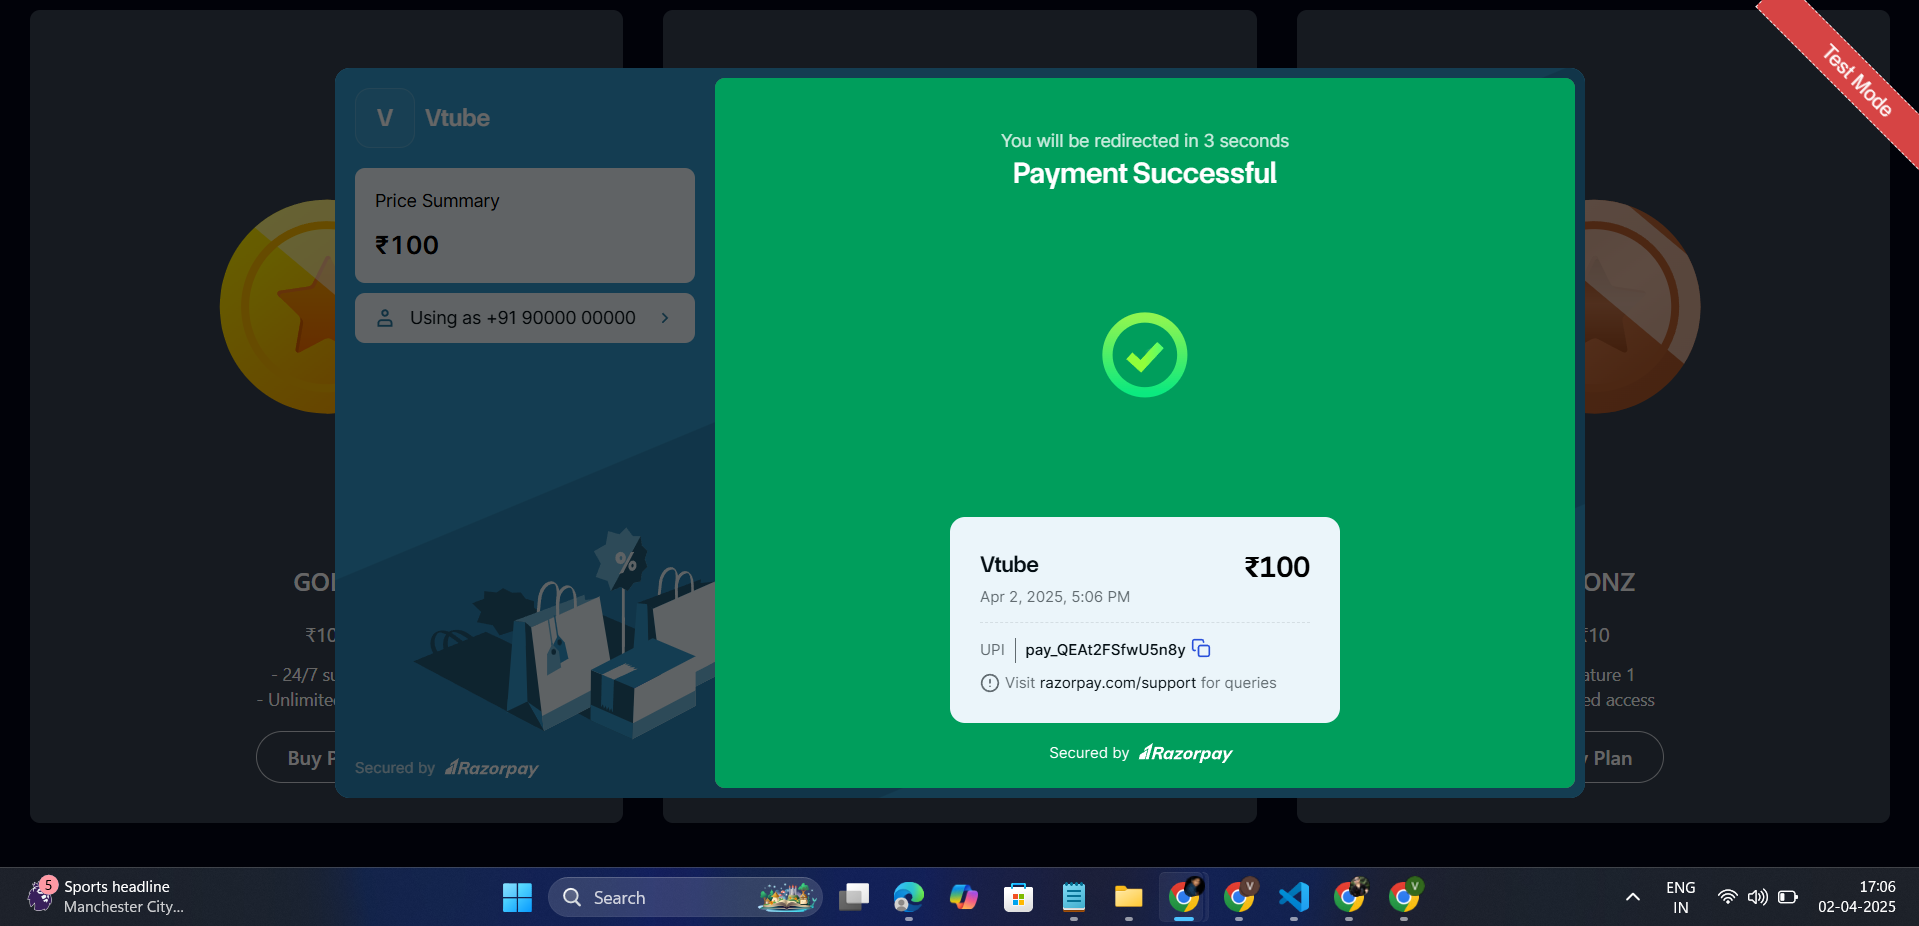 Test Mode
V
Vtube
Price Summary
₹100
Using as +91 90000 00000
%
Secured by Razorpay
You will be redirected in 3 seconds
Payment Successful
Vtube
₹100
Apr 2, 2025, 5:06 PM
UPI
pay_QEAt2FSfwU5n8y
Visit razorpay.com/support for queries
Secured by Razorpay
GO
₹10
- 24/7 su
- Unlimited
Buy P
ONZ
₹10
ature 1
ed access
Plan
5
Sports headline
Manchester City...
Search
V
V
ENG
IN
17:06
02-04-2025